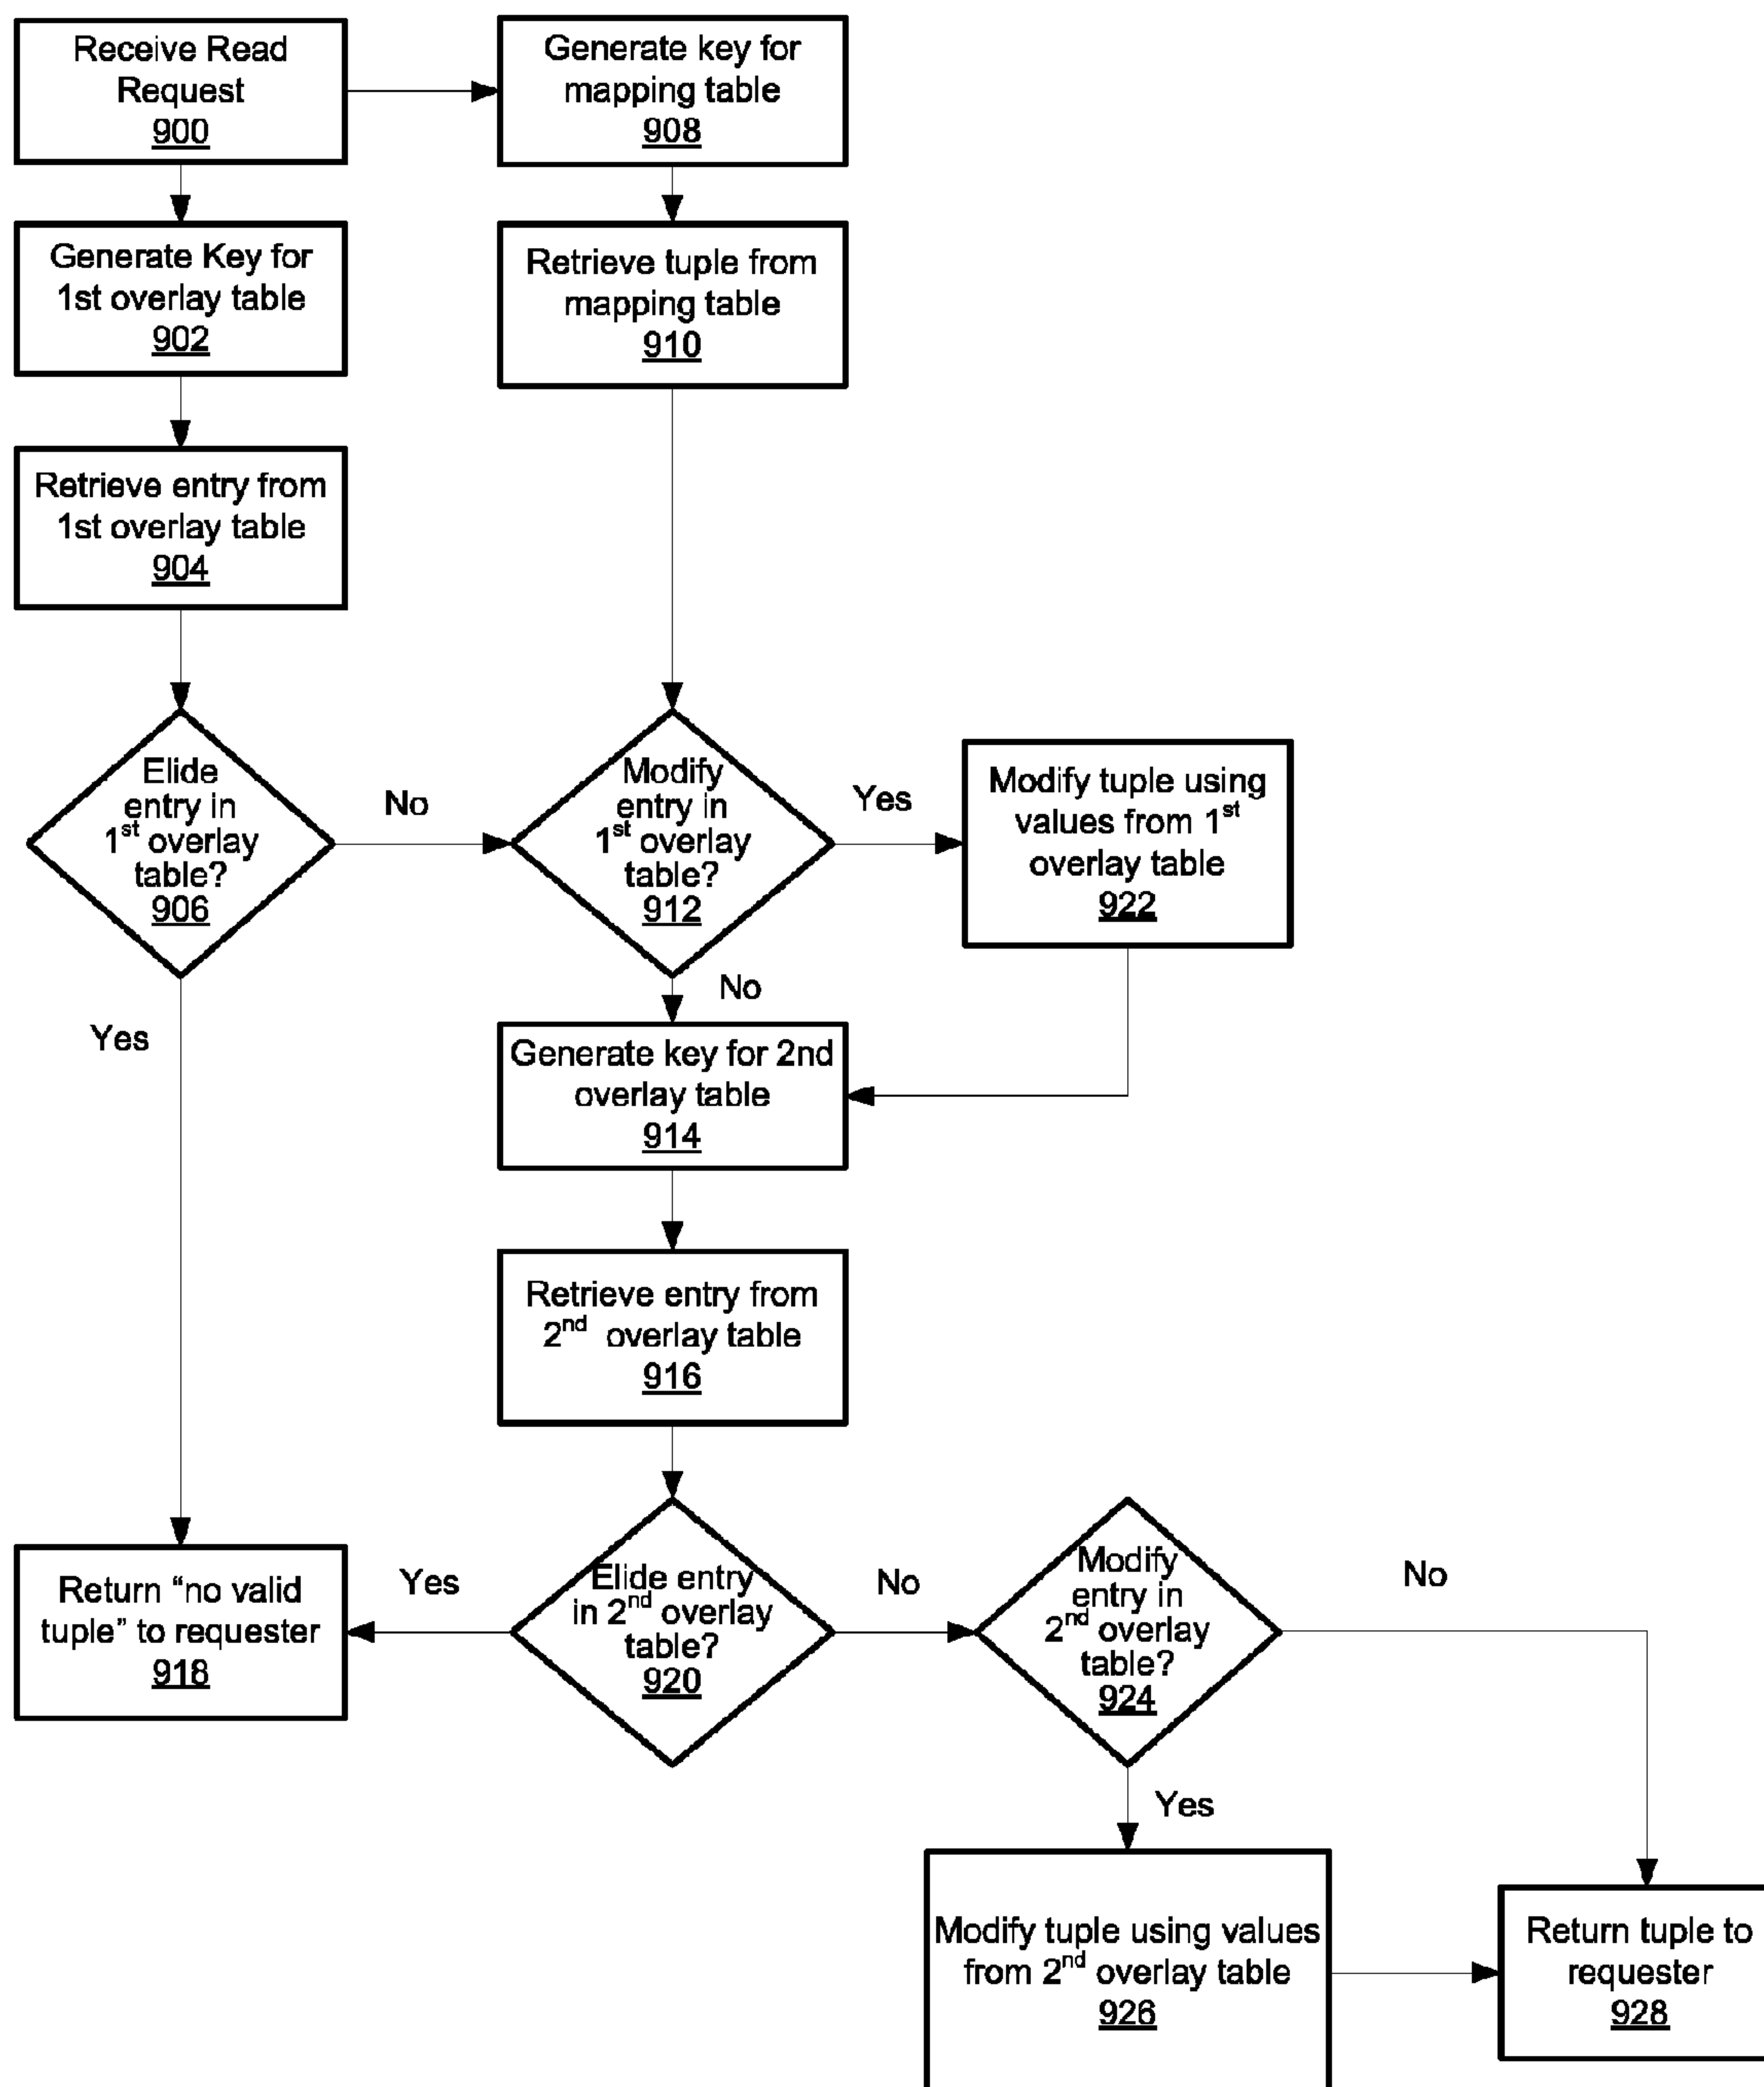 Receive Read
Request
900
Generate key for
mapping table
908
Generate Key for
1st overlay table
902
Retrieve tuple from
mapping table
910
Retrieve entry from
1st overlay table
904
Elide
entry in
1st overlay
table?
906
No
Modify
entry in
1st overlay
table?
912
Yes
Modify tuple using
values from 1st
overlay table
922
No
Yes
Generate key for 2nd
overlay table
914
Retrieve entry from
2nd overlay table
916
Return “no valid
tuple” to requester
918
Yes
Elide entry
in 2nd overlay
table?
920
No
Modify
entry in
2nd overlay
table?
924
No
Yes
Modify tuple using values
from 2nd overlay table
926
Return tuple to
requester
928